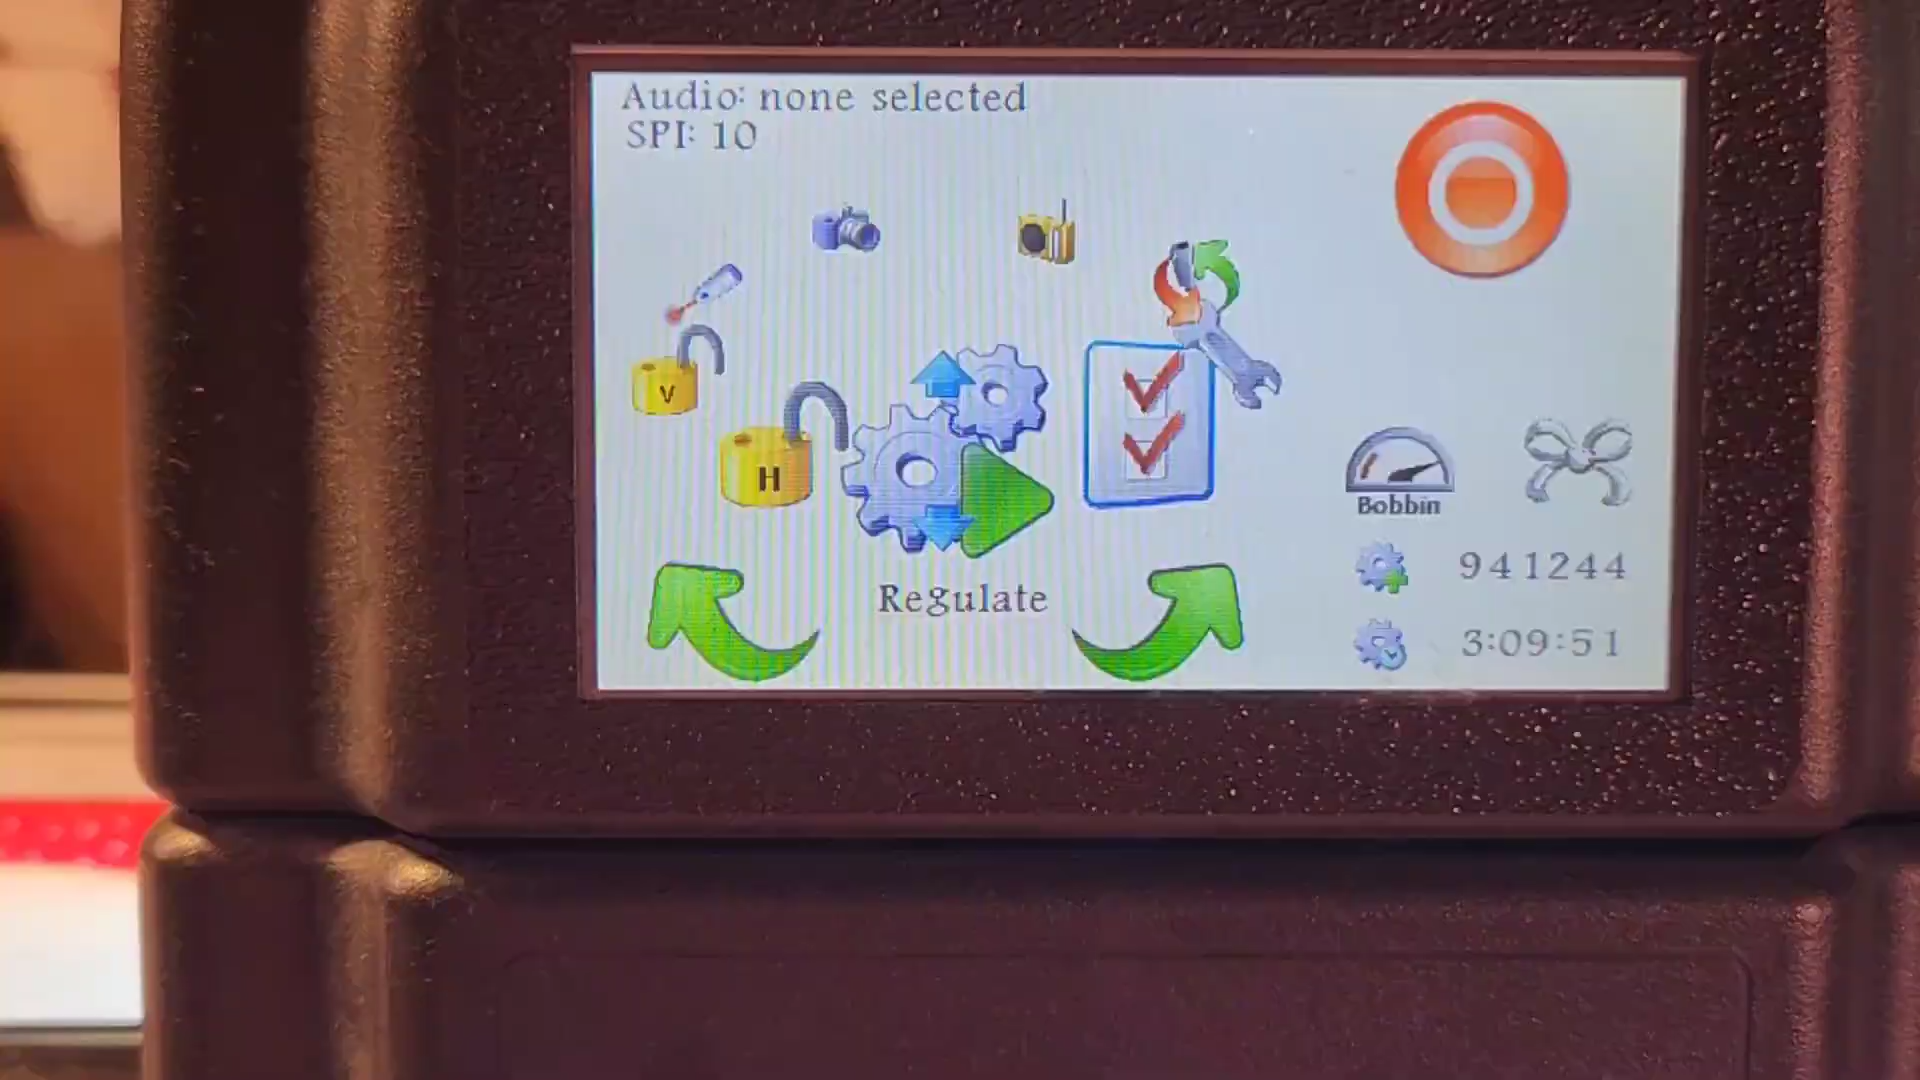 Audio: none selected
SPI: 10
V
H
Regulate
Bobbin
941244
3:09:51